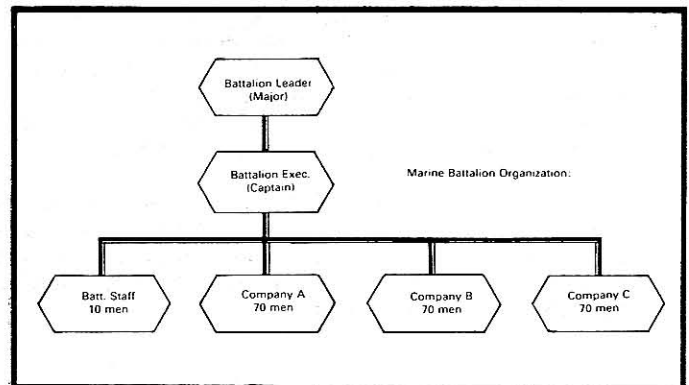 Battalion Leader
(Major)
Battalion Exec.
(Captain)
Marine Battalion Organization:
Batt. Staff
10 men
Company A
70 men
Company B
70 men
Company C
70 men